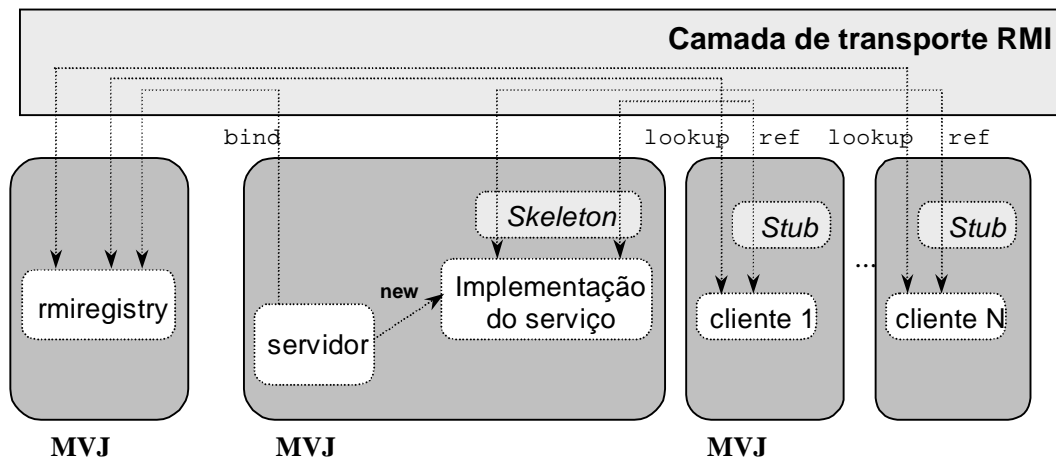 Camada de transporte RMI
bind
lookup
ref
lookup
ref
Skeleton
Stub
Stub
...
rmiregistry
new
Implementação
do serviço
servidor
cliente 1
cliente N
MVJ
MVJ
MVJ